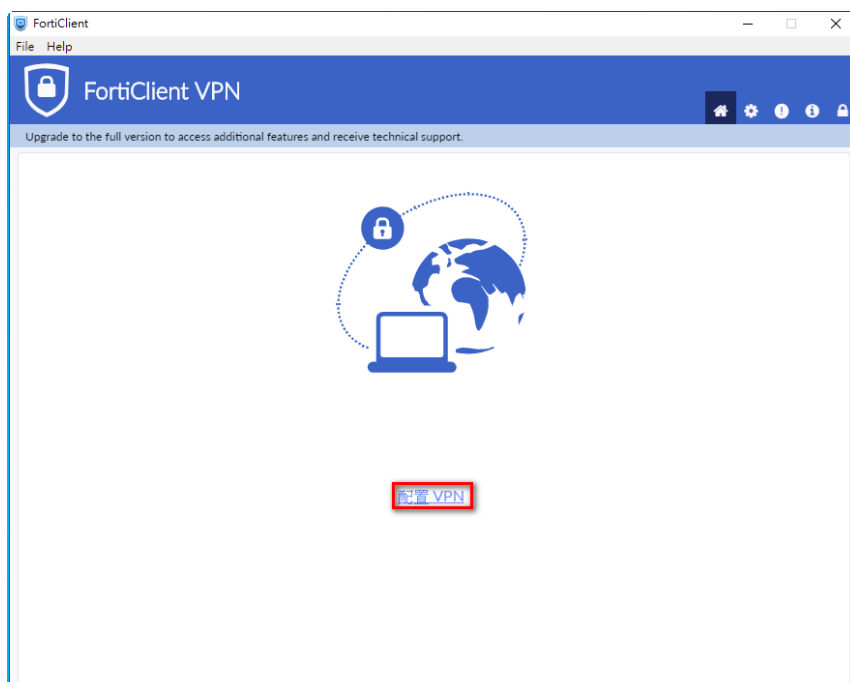 FortiClient
File Help
FortiClient VPN
Upgrade to the full version to access additional features and receive technical support.
配置 VPN